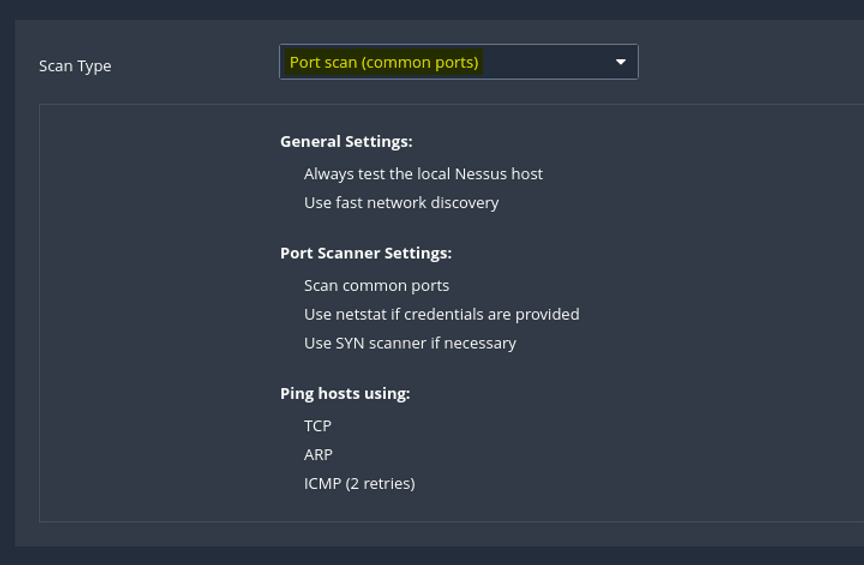 Scan Type
Port scan (common ports)
General Settings:
Always test the local Nessus host
Use fast network discovery
Port Scanner Settings:
Scan common ports
Use netstat if credentials are provided
Use SYN scanner if necessary
Ping hosts using:
TCP
ARP
ICMP (2 retries)